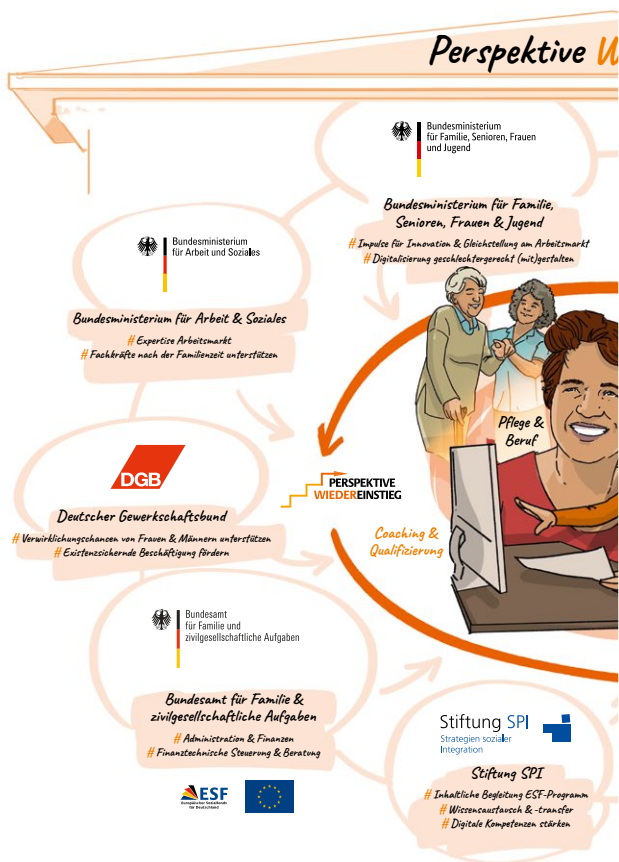 Perspektive W
Bundesministerium
für Familie, Senioren, Frauen
und Jugend
Bundesministerium für Familie,
Senioren, Frauen & Jugend
# Impulse für Innovation & Gleichstellung am Arbeitsmarkt
# Digitalisierung geschlechtergerecht (mit)gestalten
Bundesministerium
für Arbeit und Soziales
Bundesministerium für Arbeit & Soziales
# Expertise Arbeitsmarkt
# Fachkräfte nach der Familienzeit unterstützen
Pflege &
Beruf
DGB
Deutscher Gewerkschaftsbund
# Verwirklichungschancen von Frauen & Männern unterstützen
# Existenzsichernde Beschäftigung fördern
PERSPEKTIVE
WIEDEREINSTIEG
Coaching &
Qualifizierung
Bundesamt
für Familie und
zivilgesellschaftliche Aufgaben
Bundesamt für Familie &
zivilgesellschaftliche Aufgaben
# Administration & Finanzen
# Finanztechnische Steuerung & Beratung
ESF
Europäischer Sozialfonds
für Deutschland
Stiftung SPI
Strategien sozialer
Integration
Stiftung SPI
# Inhaltliche Begleitung ESF-Programm
# Wissensaustausch & -transfer
# Digitale Kompetenzen stärken